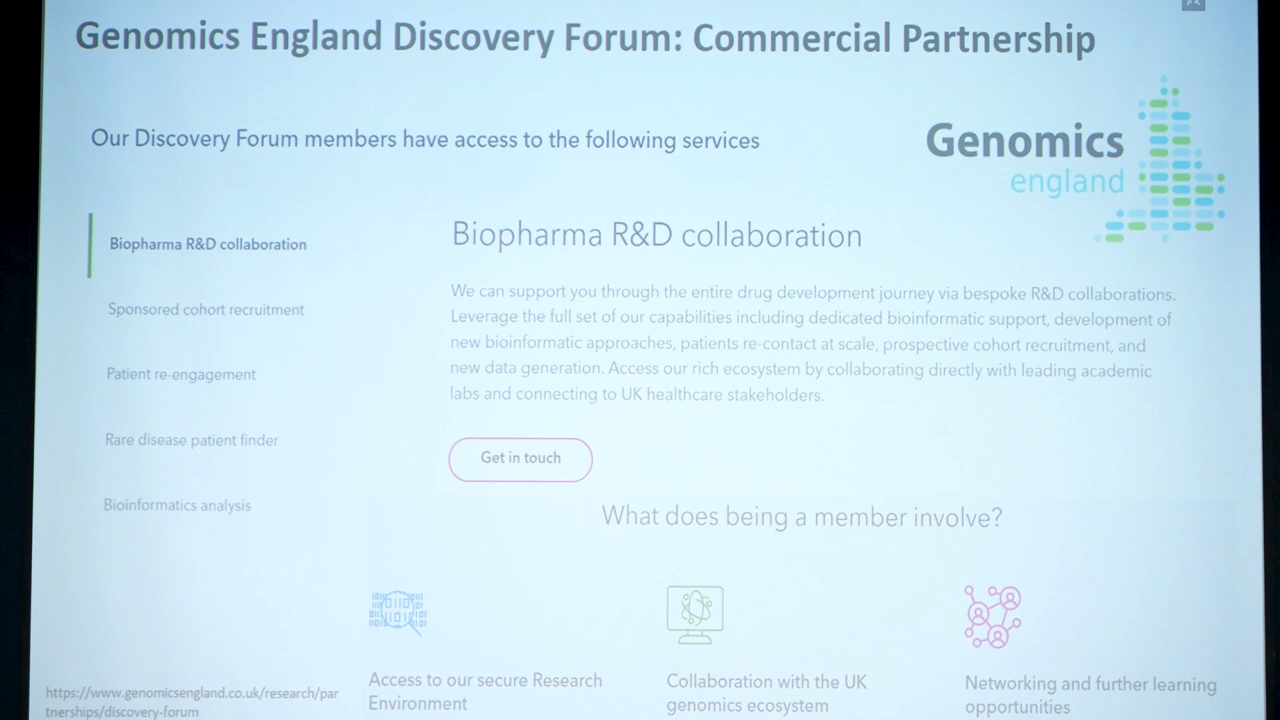 Genomics England Discovery Forum: Commercial Partnership
Our Discovery Forum members have access to the following services
Genomics
england
Biopharma R&D collaboration
Sponsored cohort recruitment
Patient re-engagement
Rare disease patient finder
Bioinformatics analysis
Biopharma R&D collaboration
We can support you through the entire drug development journey via bespoke R&D collaborations.
Leverage the full set of our capabilities including dedicated bioinformatic support, development of
new bioinformatic approaches, patients re-contact at scale, prospective cohort recruitment, and
new data generation. Access our rich ecosystem by collaborating directly with leading academic
labs and connecting to UK healthcare stakeholders.
Get in touch
What does being a member involve?
Access to our secure Research
Environment
Collaboration with the UK
genomics ecosystem
Networking and further learning
opportunities
https://www.genomicsengland.co.uk/research/par
tnerships/discovery-forum